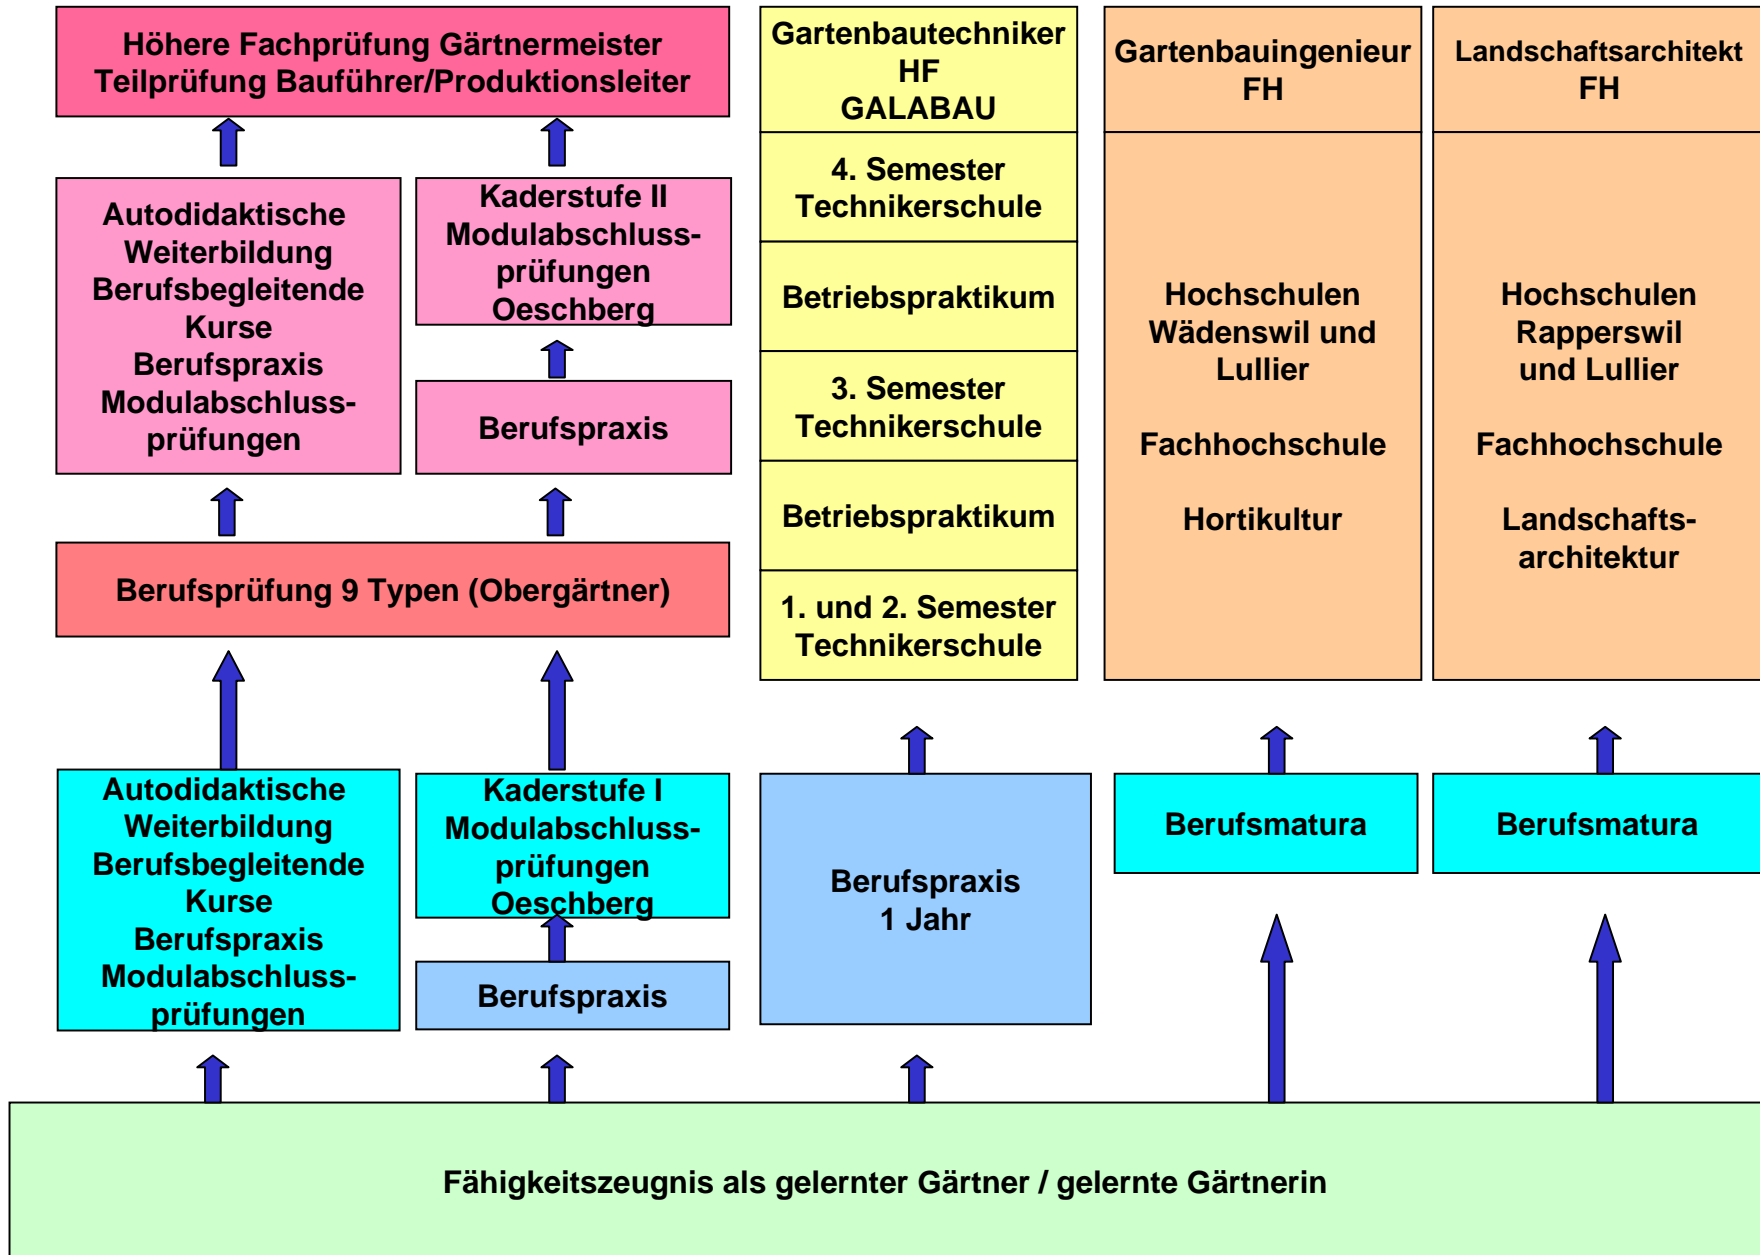 Höhere Fachprüfung Gärtnermeister
Teilprüfung Bauführer/Produktionsleiter
Gartenbautechniker
HF
GALABAU
Gartenbauingenieur
FH
Landschaftsarchitekt
FH
Autodidaktische
Weiterbildung
Berufsbegleitende
Kurse
Berufspraxis
Modulabschluss-
prüfungen
Kaderstufe II
Modulabschluss-
prüfungen
Oeschberg
Berufspraxis
4. Semester
Technikerschule
Betriebspraktikum
3. Semester
Technikerschule
Betriebspraktikum
1. und 2. Semester
Technikerschule
Hochschulen
Wädenswil und
Lullier
Fachhochschule
Hortikultur
Hochschulen
Rapperswil
und Lullier
Fachhochschule
Landschafts-
architektur
Berufsprüfung 9 Typen (Obergärtner)
Autodidaktische
Weiterbildung
Berufsbegleitende
Kurse
Berufspraxis
Modulabschluss-
prüfungen
Kaderstufe I
Modulabschluss-
prüfungen
Oeschberg
Berufspraxis
Berufspraxis
1 Jahr
Berufsmatura
Berufsmatura
Fähigkeitszeugnis als gelernter Gärtner / gelernte Gärtnerin